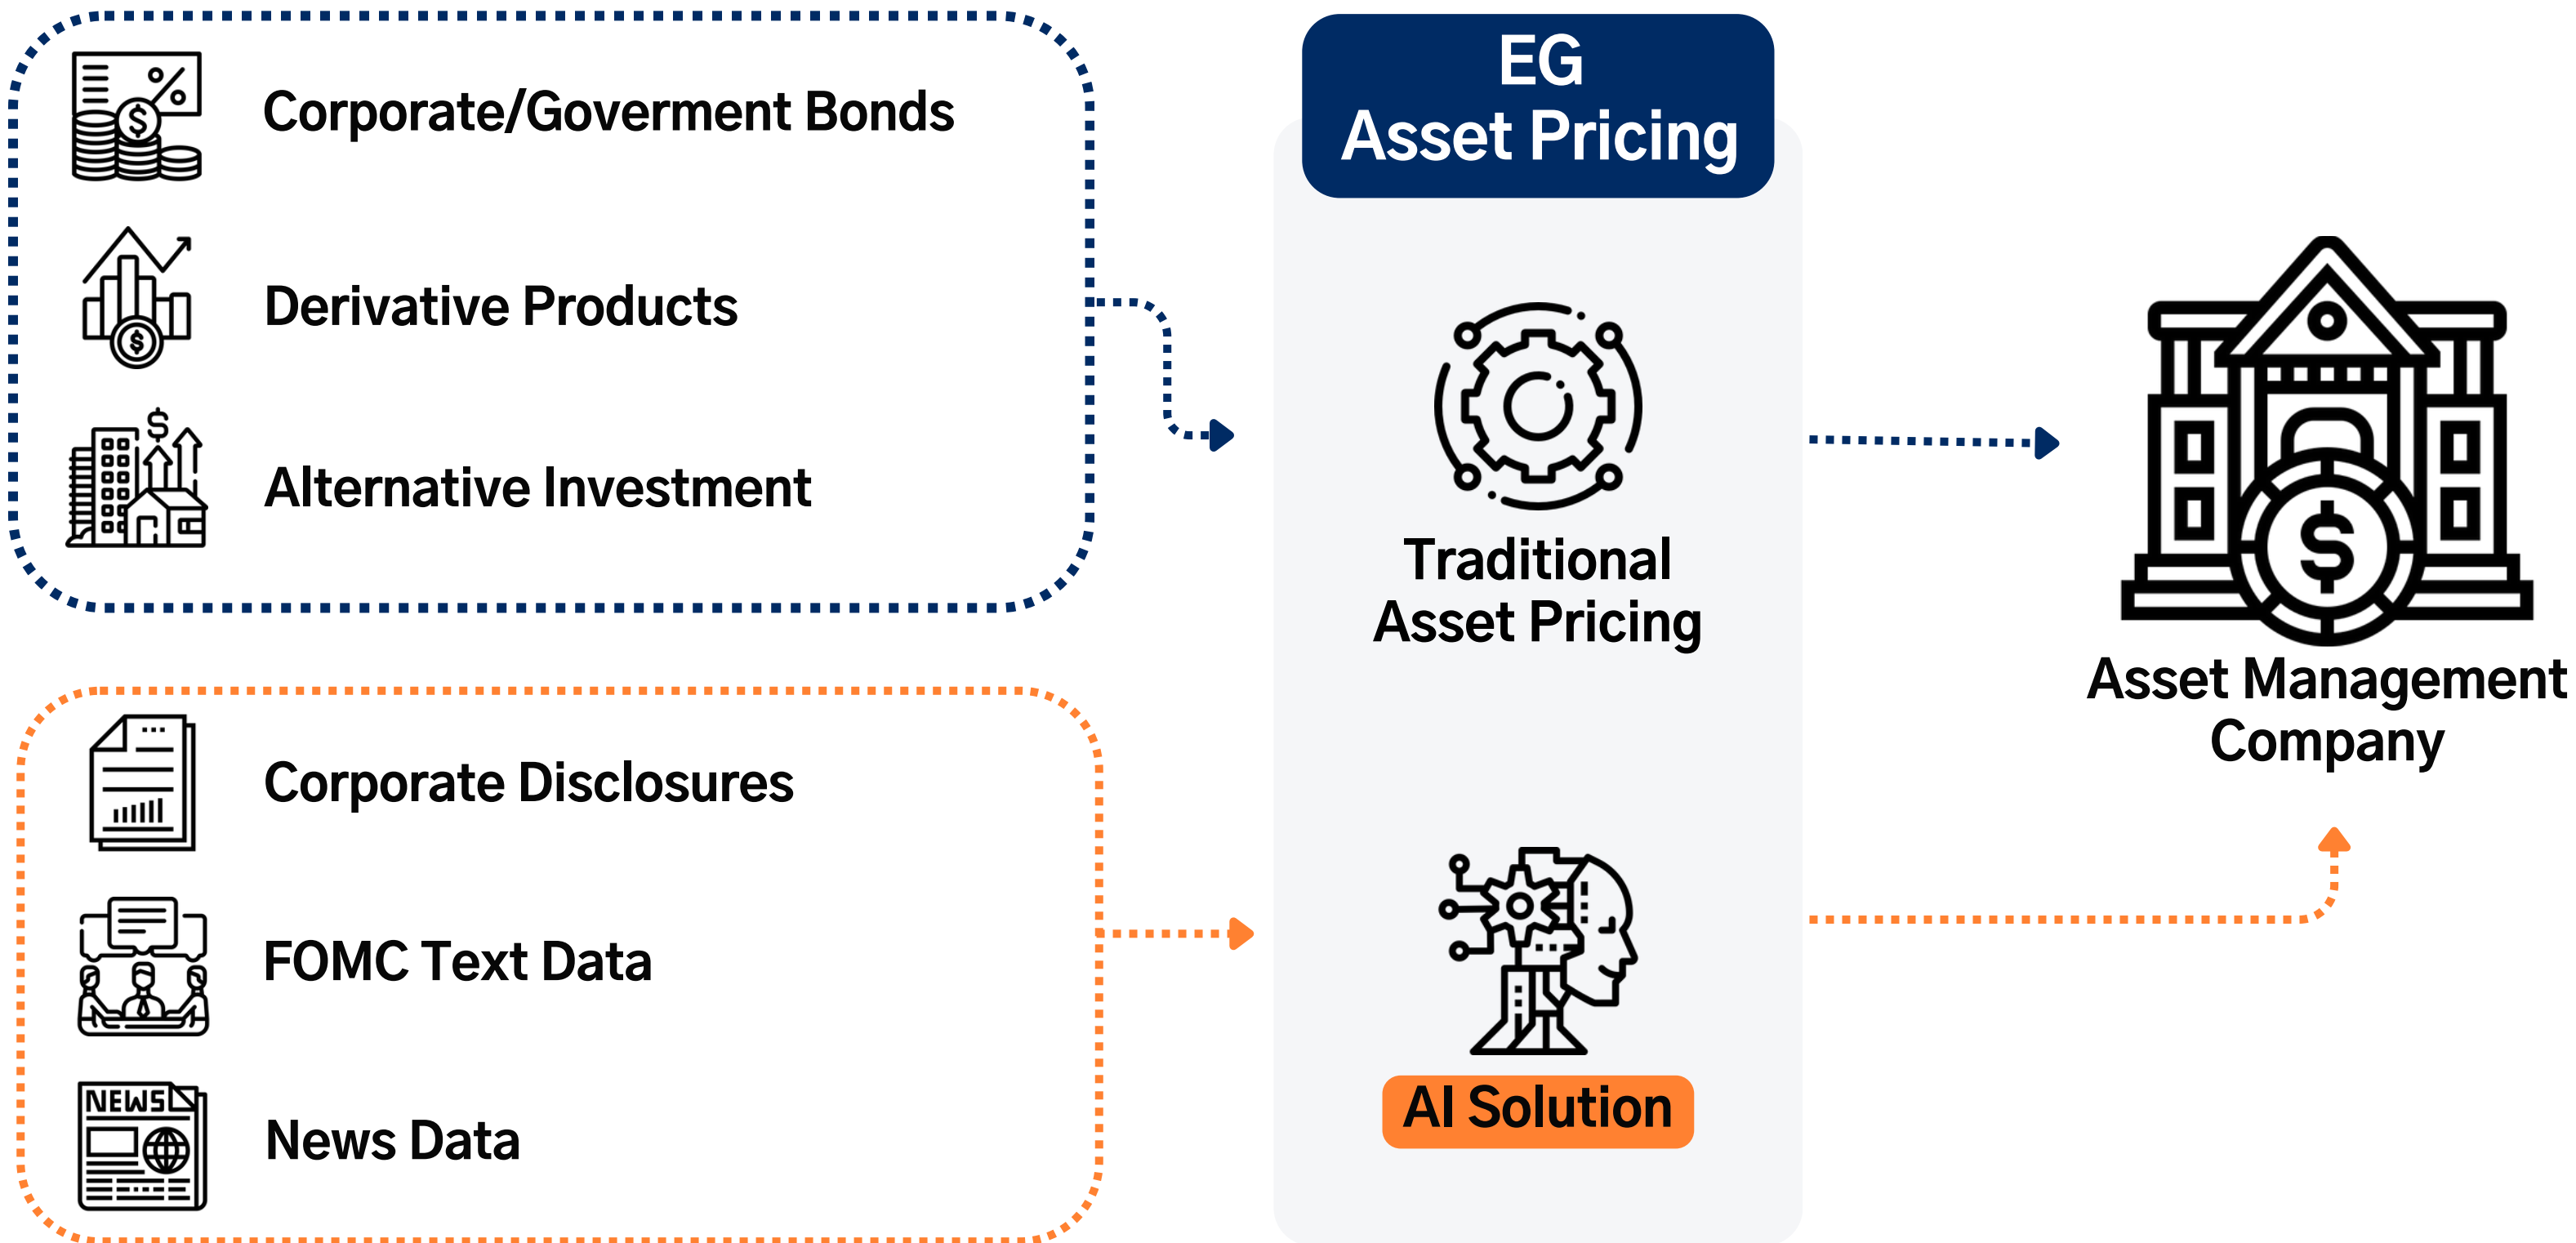 Corporate/Goverment Bonds
Derivative Products
Alternative Investment
Corporate Disclosures
FOMC Text Data
NEWS
News Data
EG
Asset Pricing
Traditional
Asset Pricing
AI Solution
Asset Management
Company